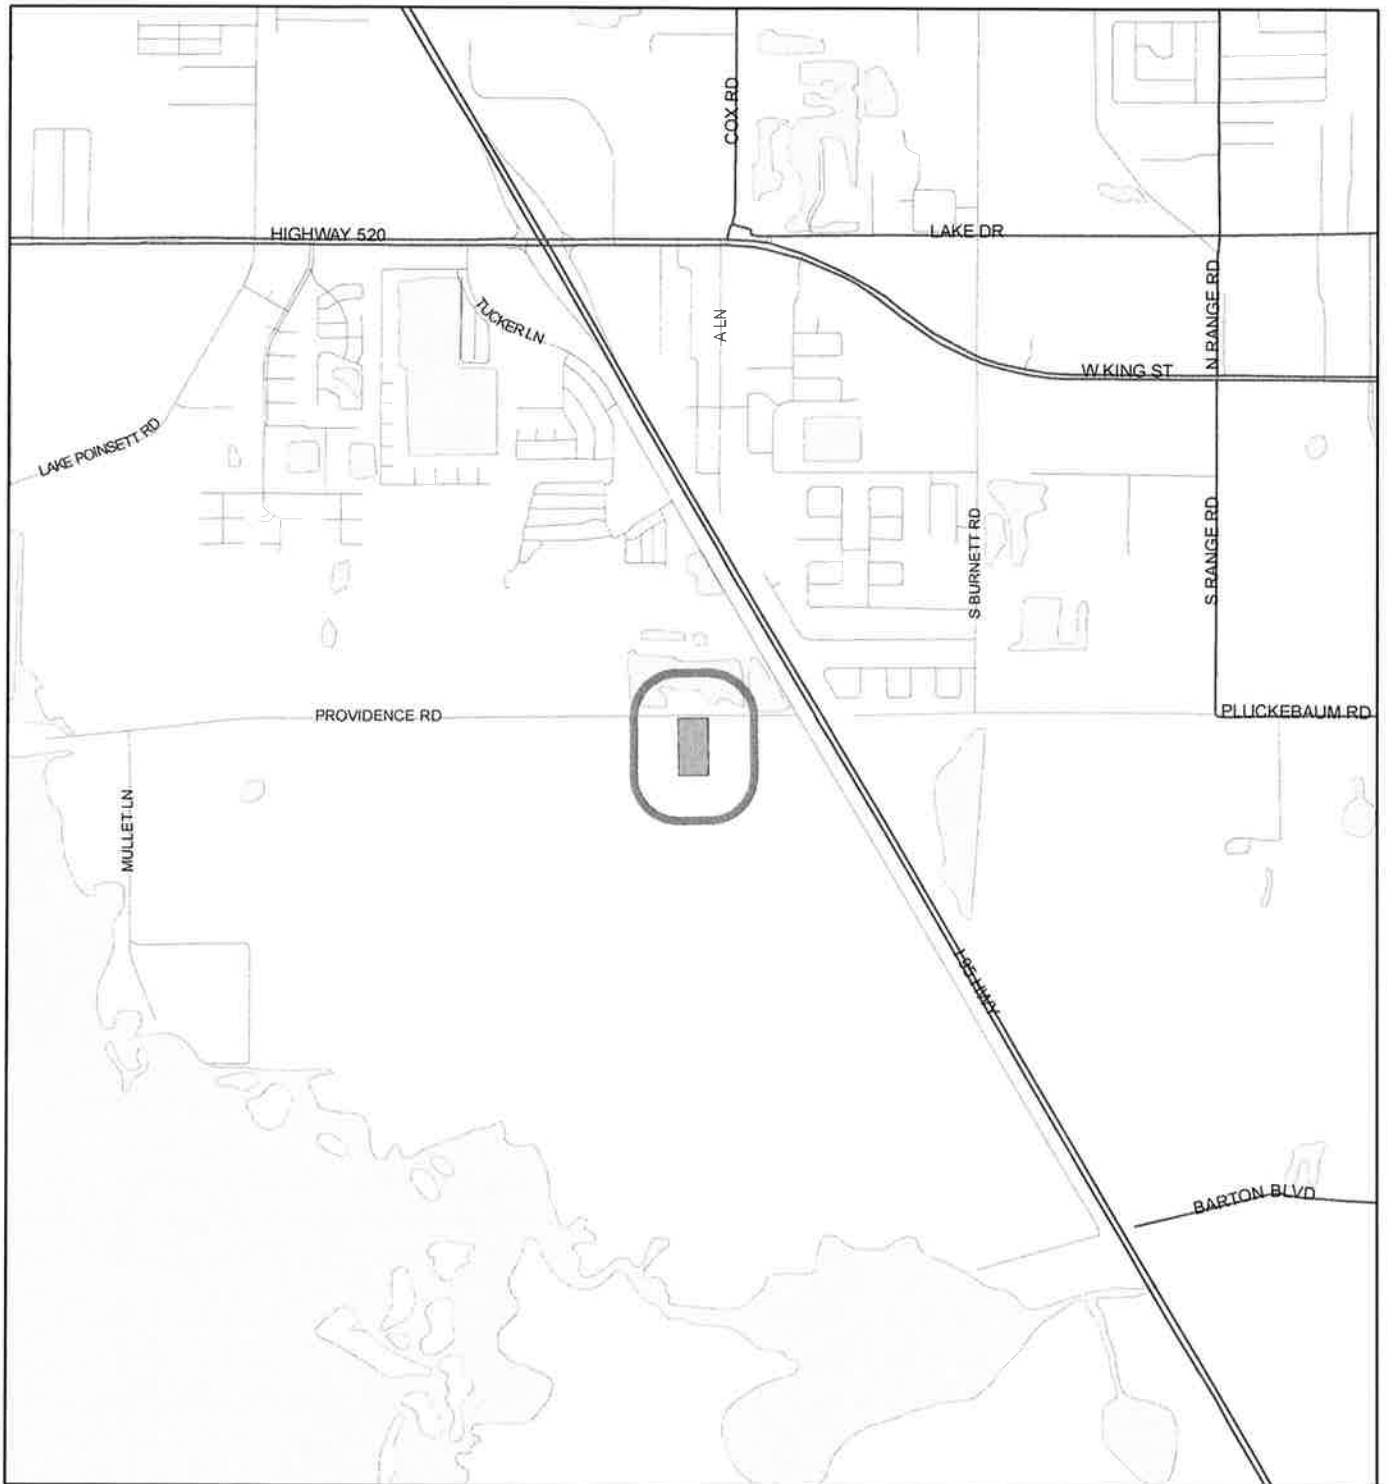 COX RD
HIGHWAY 520
LAKE DR
N RANGE RD
TUCKER LN
A LN
W KING ST
LAKE POINSETT RD
S BURNETT RD
S RANGE RD
PROVIDENCE RD
PLUCKEBAUM RD
MULLET LN
I 95 HWY
BARTON BLVD